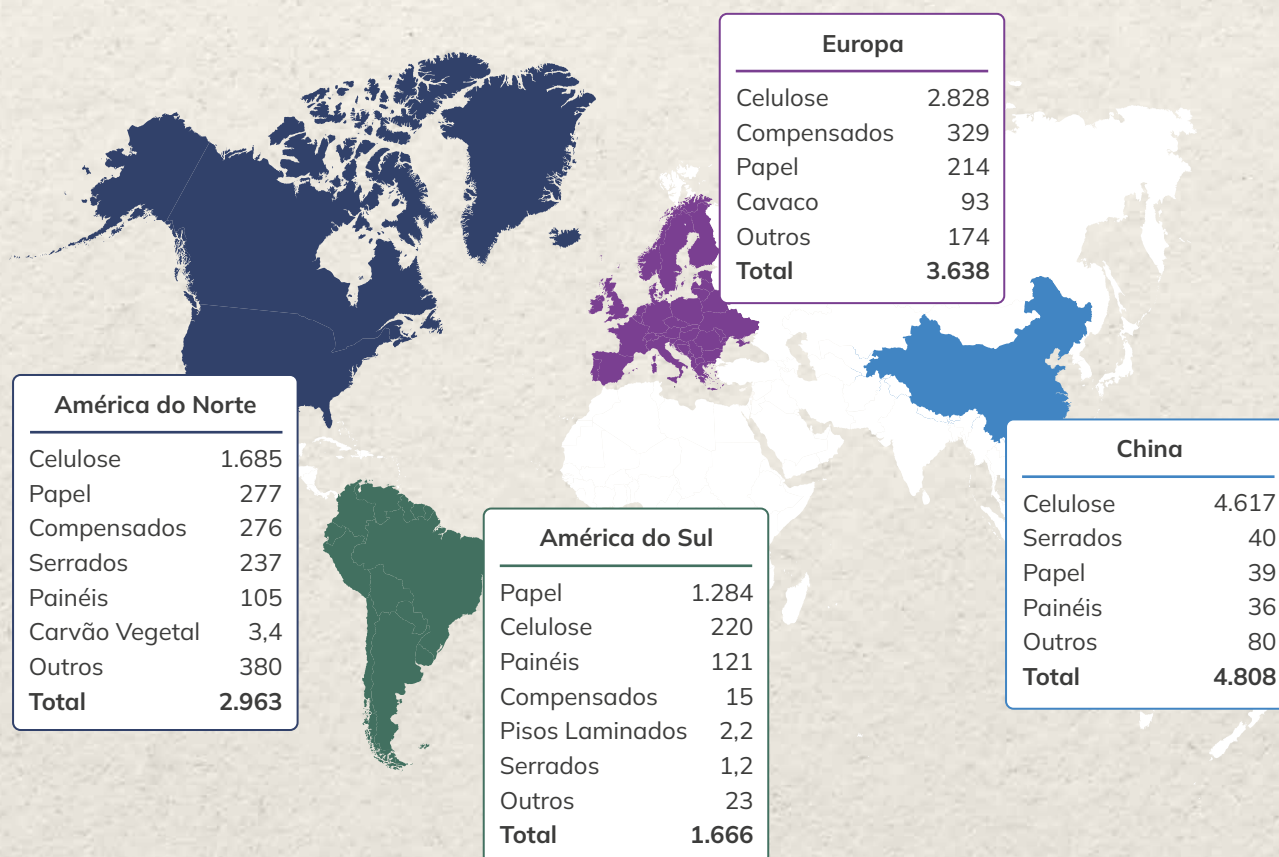 Europa
Celulose 2.828
Compensados 329
Papel 214
Cavaco 93
Outros 174
Total 3.638
América do Norte
Celulose 1.685
Papel 277
Compensados 276
Serrados 237
Painéis 105
Carvão Vegetal 3,4
Outros 380
Total 2.963
América do Sul
Papel 1.284
Celulose 220
Painéis 121
Compensados 15
Pisos Laminados 2,2
Serrados 1,2
Outros 23
Total 1.666
China
Celulose 4.617
Serrados 40
Papel 39
Painéis 36
Outros 80
Total 4.808